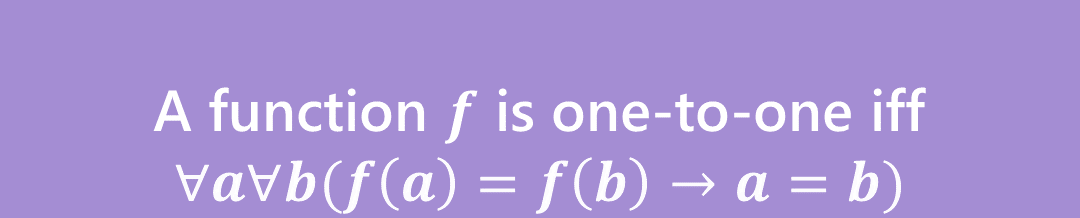 A function f is one-to-one iff
∀a∀b(f(a) = f(b) → a = b)